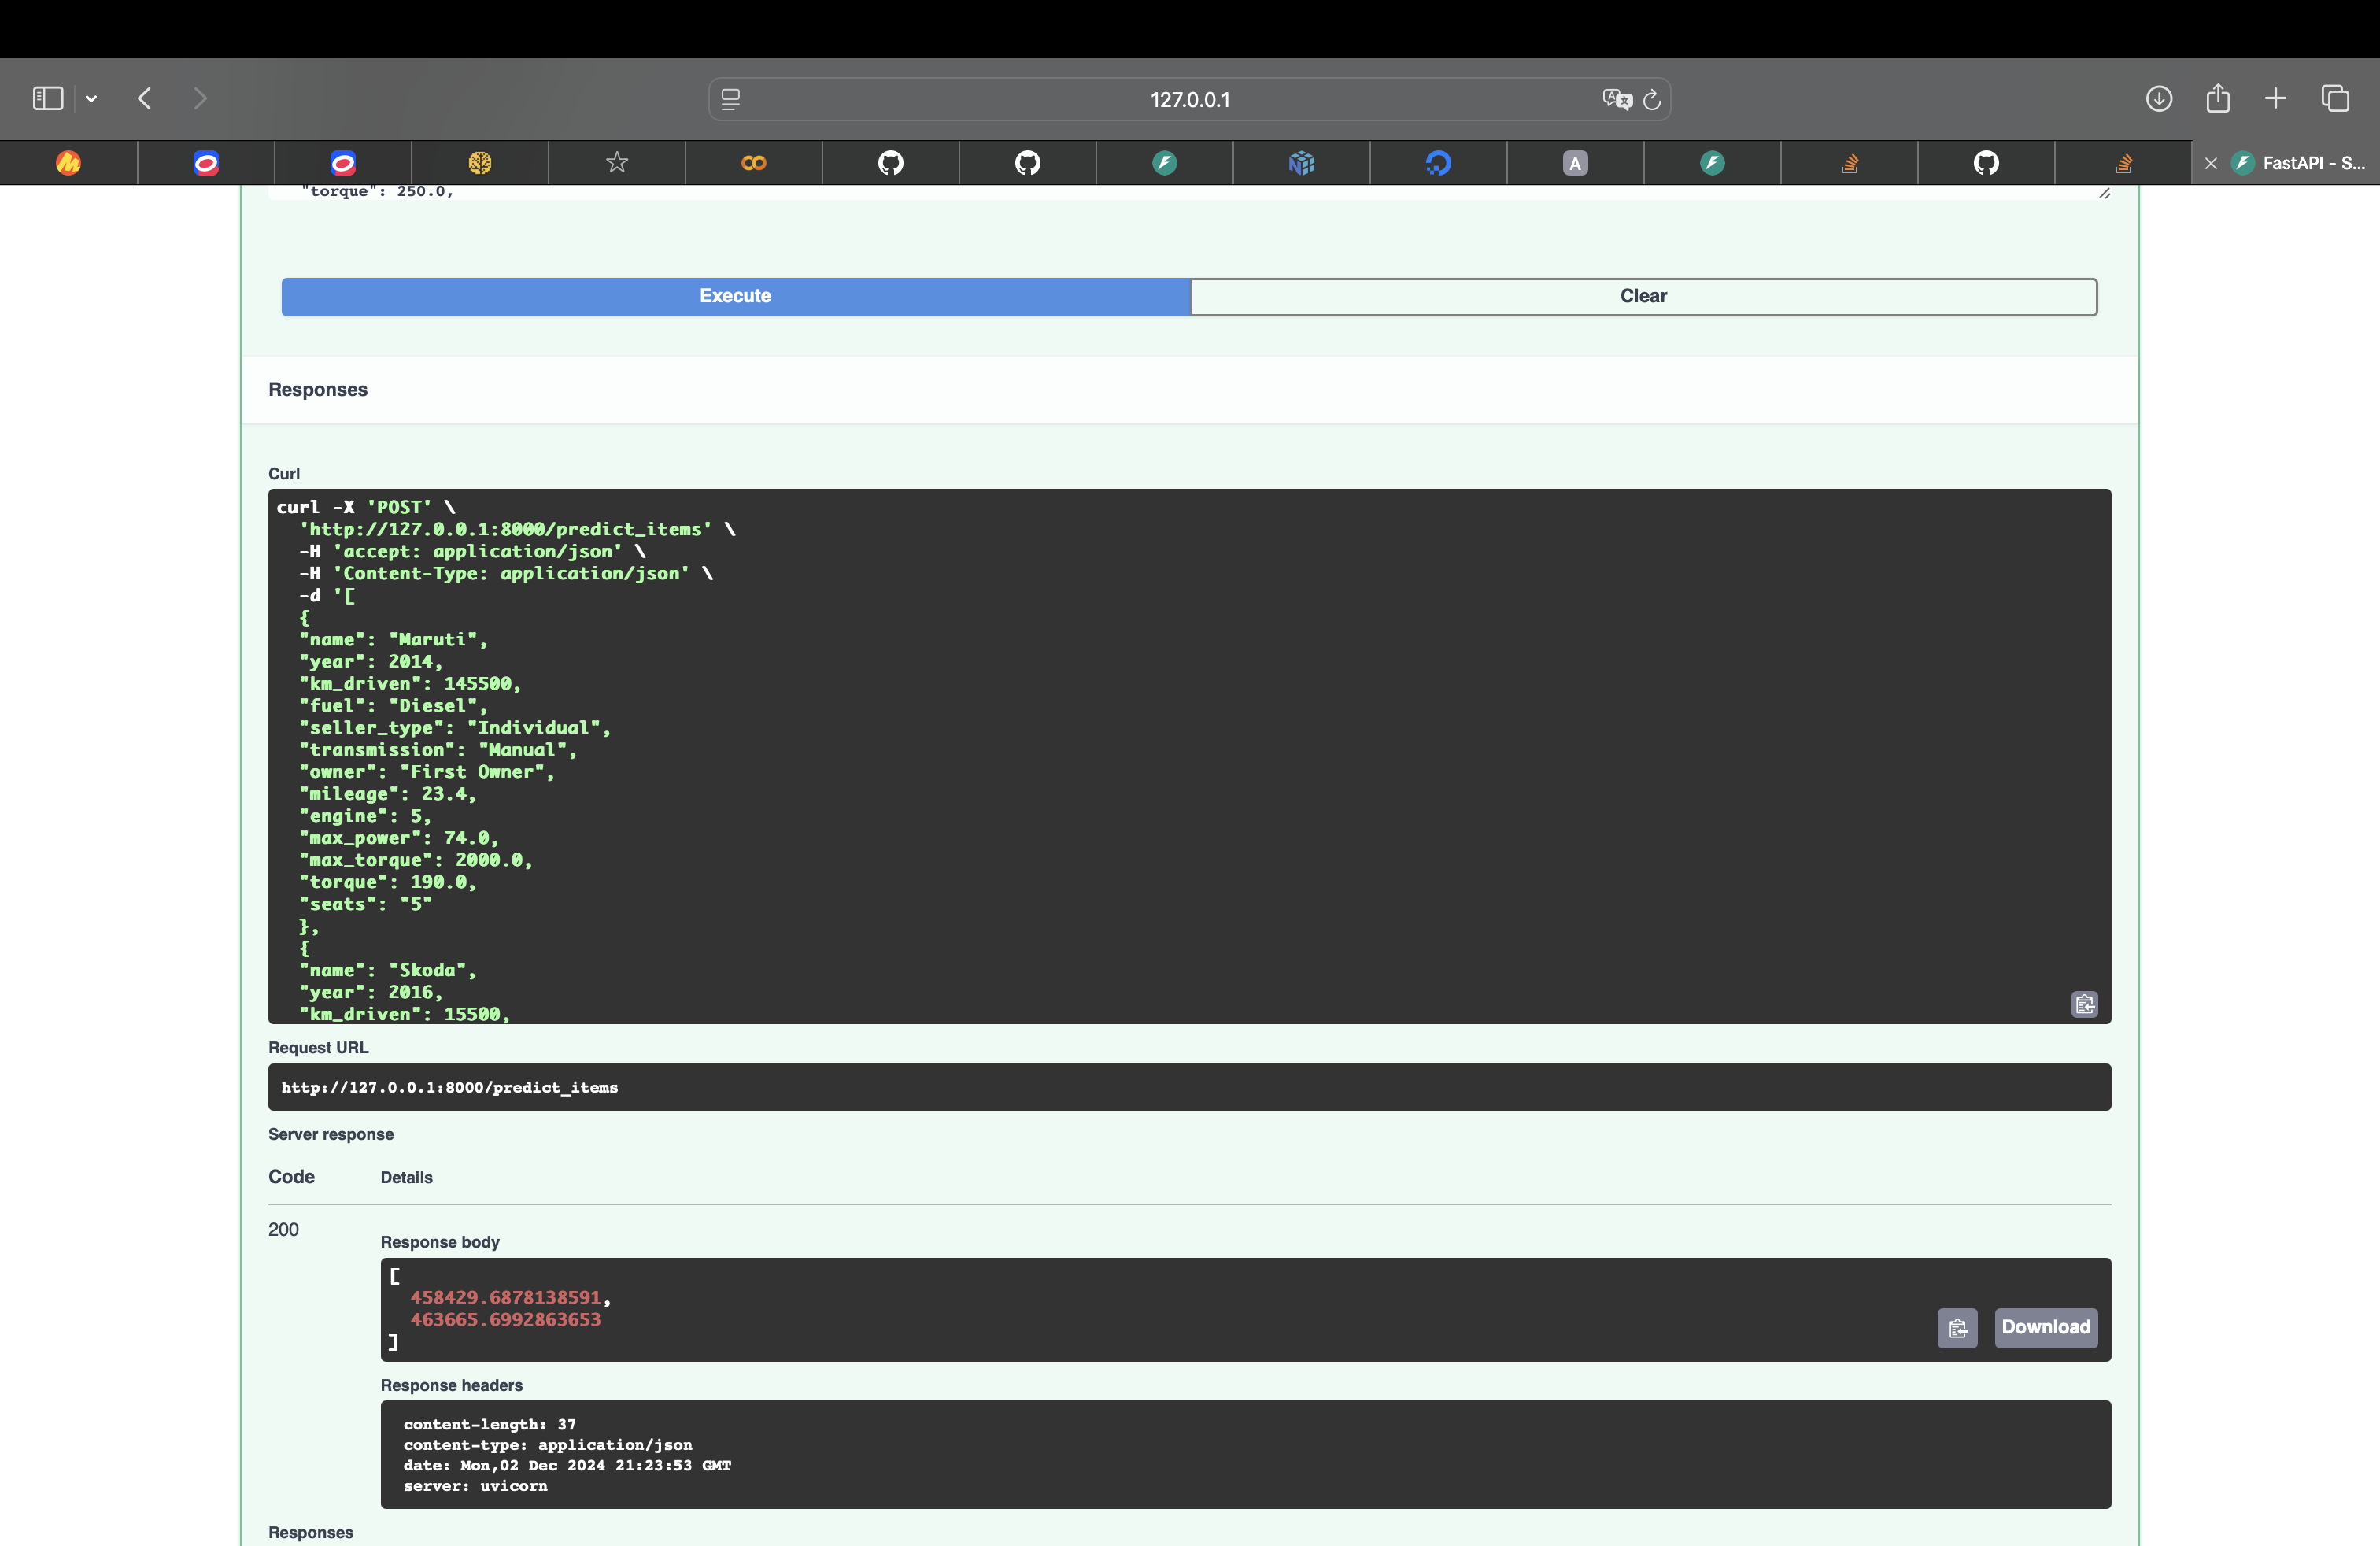 127.0.0.1
A
FastAPI - S...
"torque": 250.0,
Execute
Clear
Responses
Curl
curl -X 'POST' \
'http://127.0.0.1:8000/predict_items' \
-H 'accept: application/json' \
-H 'Content-Type: application/json' \
-d '[
{
"name": "Maruti",
"year": 2014,
"km_driven": 145500,
"fuel": "Diesel",
"seller_type": "Individual",
"transmission": "Manual",
"owner": "First Owner",
"mileage": 23.4,
"engine": 5,
"max_power": 74.0,
"max_torque": 2000.0,
"torque": 190.0,
"seats": "5"
},
{
"name": "Skoda",
"year": 2016,
"km_driven": 15500,
Request URL
http://127.0.0.1:8000/predict_items
Server response
Code Details
200
Response body
[
458429.6878138591,
463665.6992863653
]
Download
Response headers
content-length: 37
content-type: application/json
date: Mon,02 Dec 2024 21:23:53 GMT
server: uvicorn
Responses